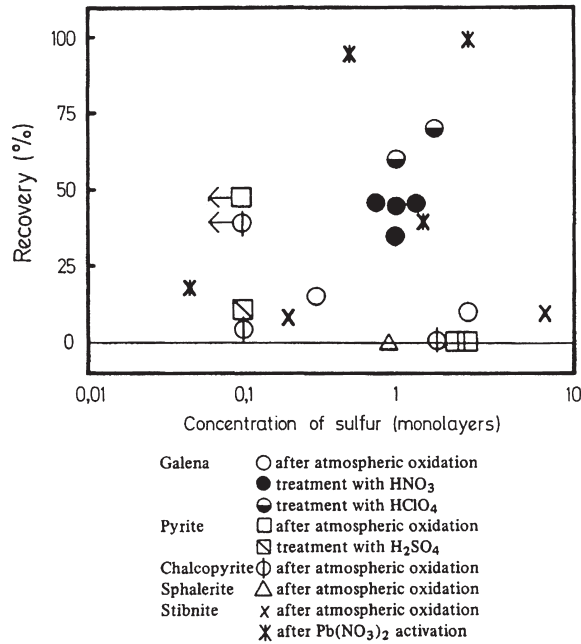 100
75
50
25
0
Recovery (%)
0,01 0,1 1 10
Concentration of sulfur (monolayers)
Galena ○ after atmospheric oxidation
● treatment with HNO₃
◒ treatment with HClO₄
Pyrite □ after atmospheric oxidation
⧅ treatment with H₂SO₄
Chalcopyrite ⦶ after atmospheric oxidation
Sphalerite △ after atmospheric oxidation
Stibnite x after atmospheric oxidation
ж after Pb(NO₃)₂ activation